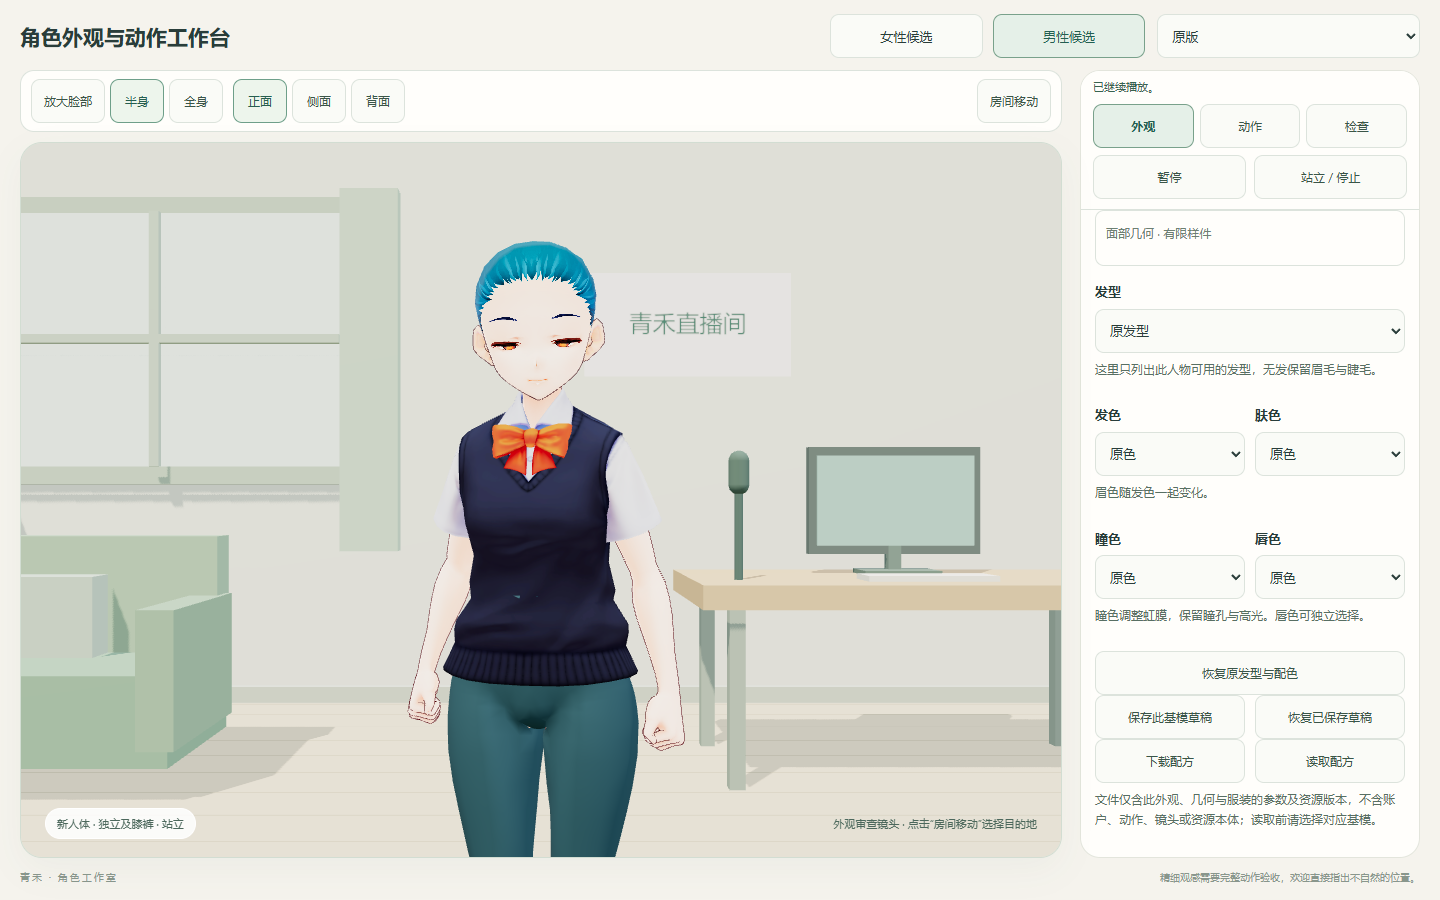 角色外观与动作工作台
女性候选
男性候选
原版
放大脸部
半身
全身
正面
侧面
背面
房间移动
已继续播放。
外观
动作
检查
暂停
站立 / 停止
面部几何 · 有限样件
发型
原发型
这里只列出此人物可用的发型，无发保留眉毛与睫毛。
发色
肤色
原色
原色
眉色随发色一起变化。
瞳色
唇色
原色
原色
瞳色调整虹膜，保留瞳孔与高光。唇色可独立选择。
恢复原发型与配色
保存此基模草稿
恢复已保存草稿
下载配方
读取配方
文件仅含此外观、几何与服装的参数及资源版本，不含账
户、动作、镜头或资源本体；读取前请选择对应基模。
青禾直播间
新人体 · 独立及膝裤 · 站立
外观审查镜头 · 点击“房间移动”选择目的地
青禾 · 角色工作室
精细观感需要完整动作验收，欢迎直接指出不自然的位置。